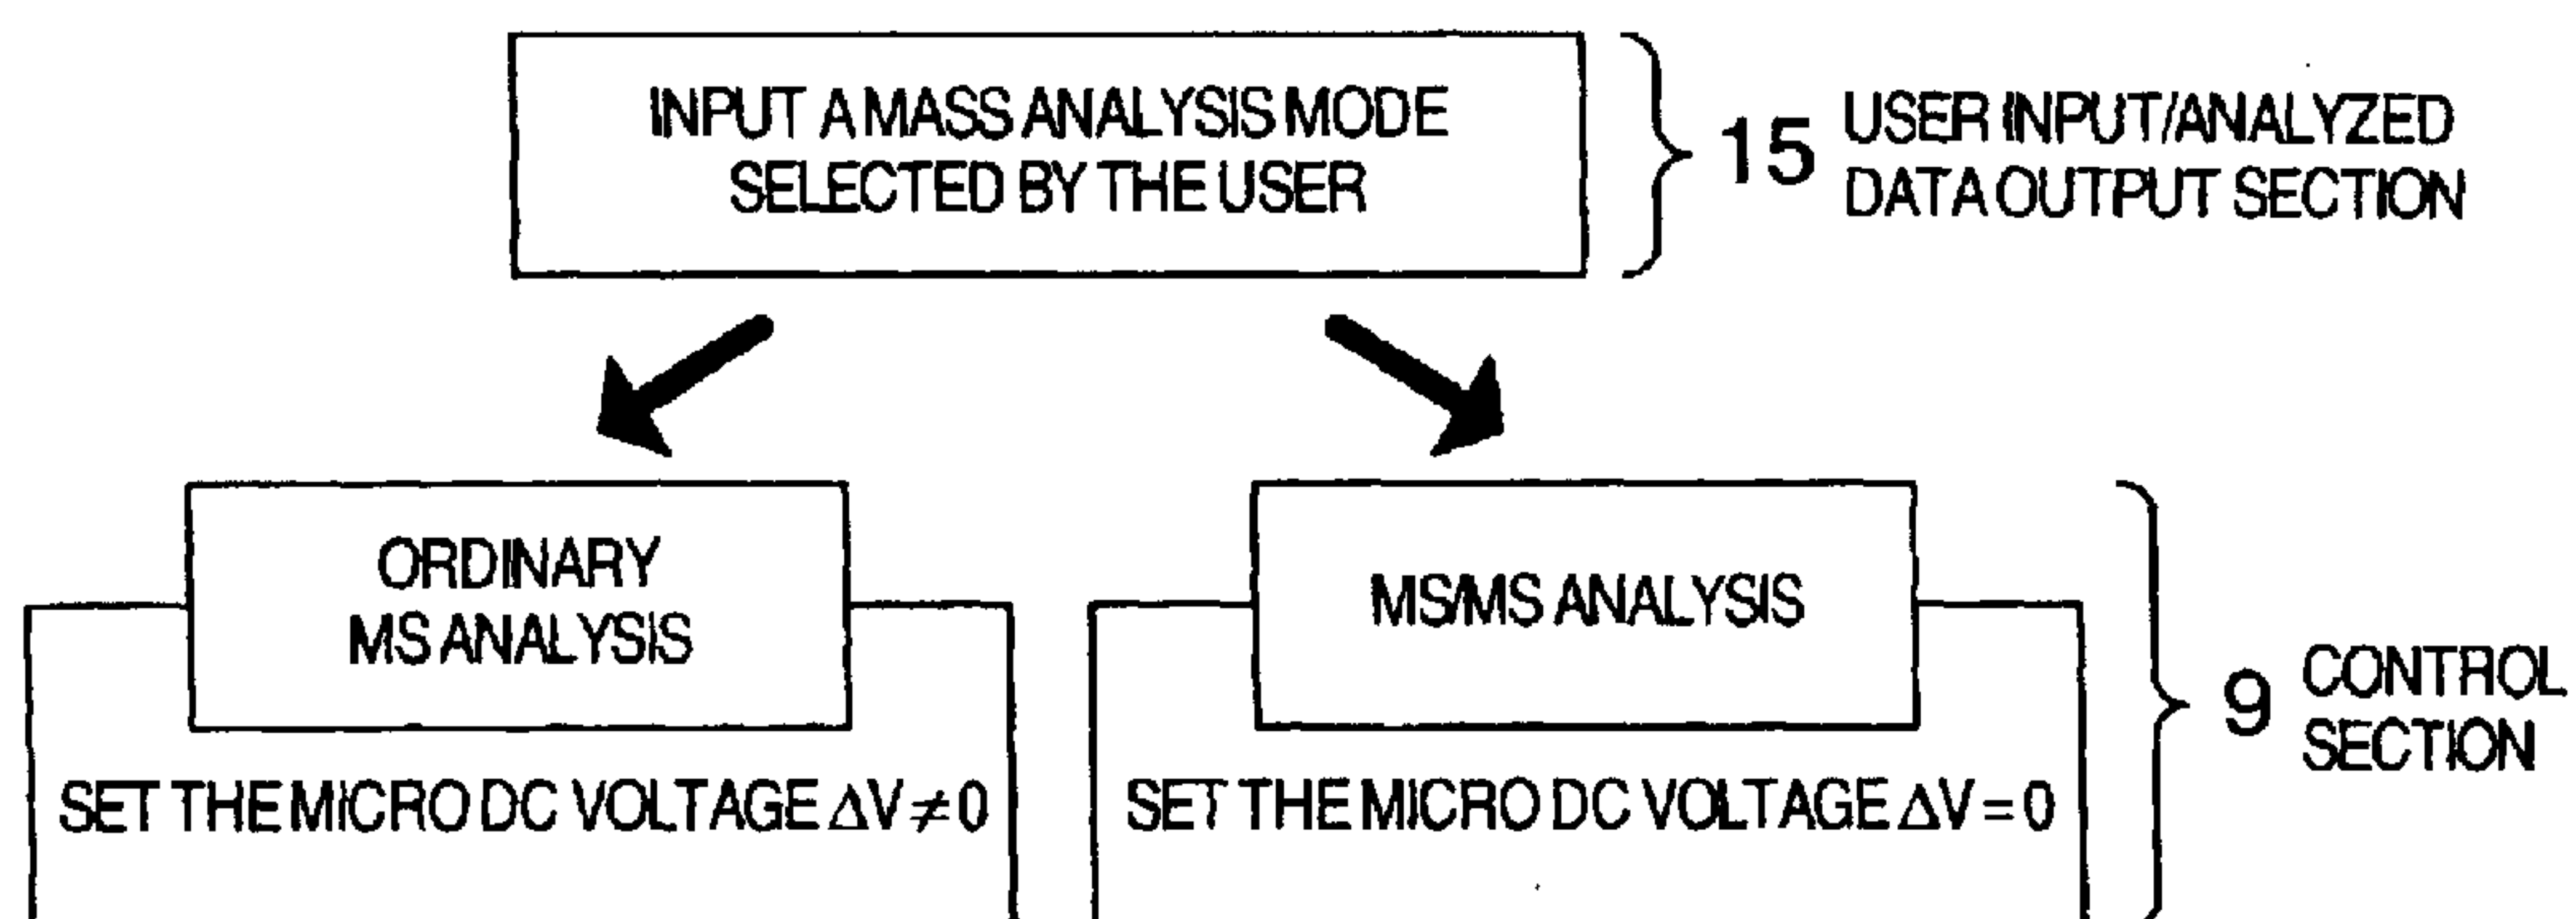 INPUT A MASS ANALYSIS MODE
SELECTED BY THE USER
15 USER INPUT/ANALYZED
DATA OUTPUT SECTION
ORDINARY
MS ANALYSIS
MS/MS ANALYSIS
9 CONTROL
SECTION
SET THE MICRO DC VOLTAGE ΔV ≠ 0
SET THE MICRO DC VOLTAGE ΔV = 0